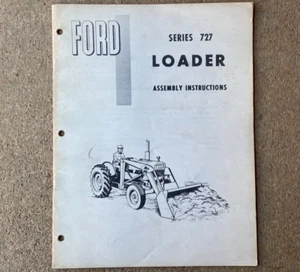 FORD
SERIES 727
LOADER
ASSEMBLY INSTRUCTIONS